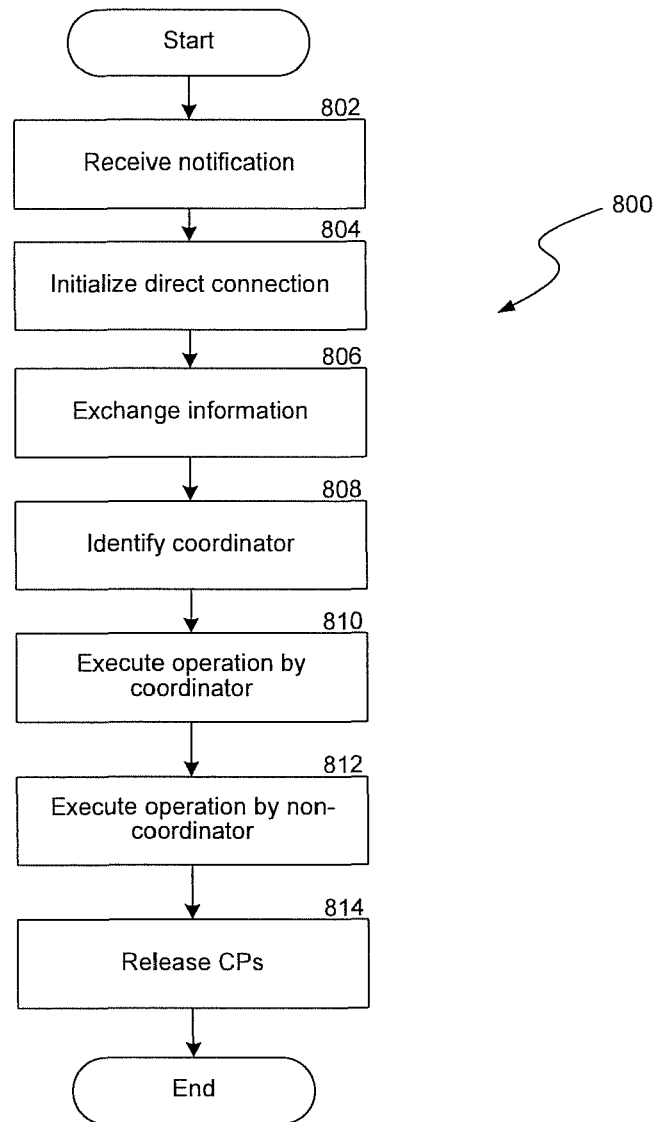 Start
802
Receive notification
800
804
Initialize direct connection
806
Exchange information
808
Identify coordinator
810
Execute operation by
coordinator
812
Execute operation by non-
coordinator
814
Release CPs
End